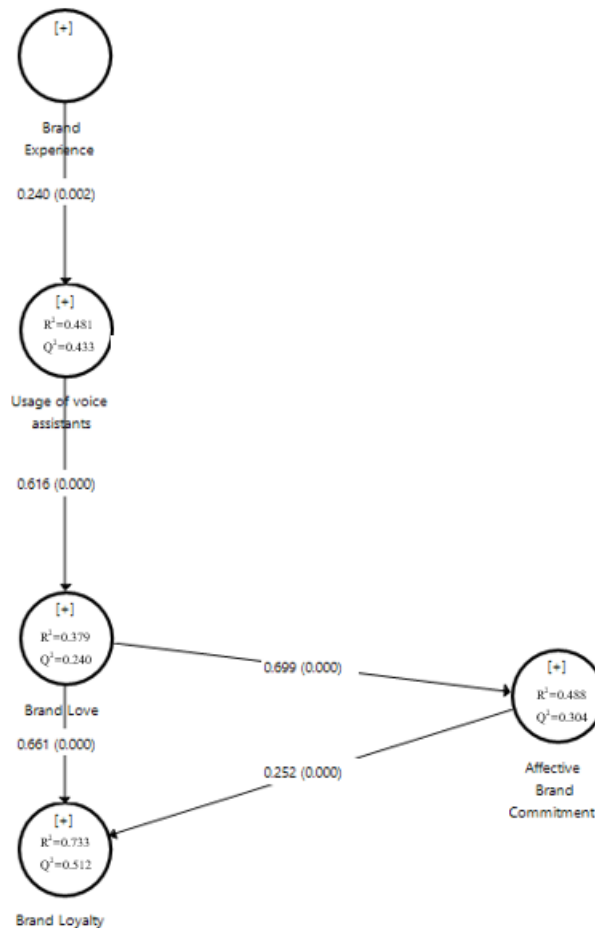 [+]
Brand
Experience
0.240 (0.002)
[+]
R²=0.481
Q²=0.433
Usage of voice
assistants
0.616 (0.000)
[+]
R²=0.379
Q²=0.240
Brand Love
0.699 (0.000)
[+]
R²=0.488
Q²=0.304
Affective
Brand
Commitment
0.661 (0.000)
0.252 (0.000)
[+]
R²=0.733
Q²=0.512
Brand Loyalty